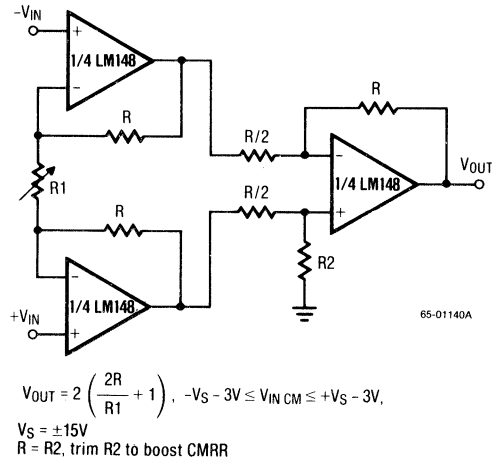 −VIN
+
1/4 LM148
−
R
R
R/2
−
VOUT
R1
1/4 LM148
R/2
+
R
R2
−
1/4 LM148
+VIN
+
65-01140A
VOUT = 2 ( 2R / R1 + 1 ) , −VS − 3V ≤ VIN CM ≤ +VS − 3V,
VS = ±15V
R = R2, trim R2 to boost CMRR